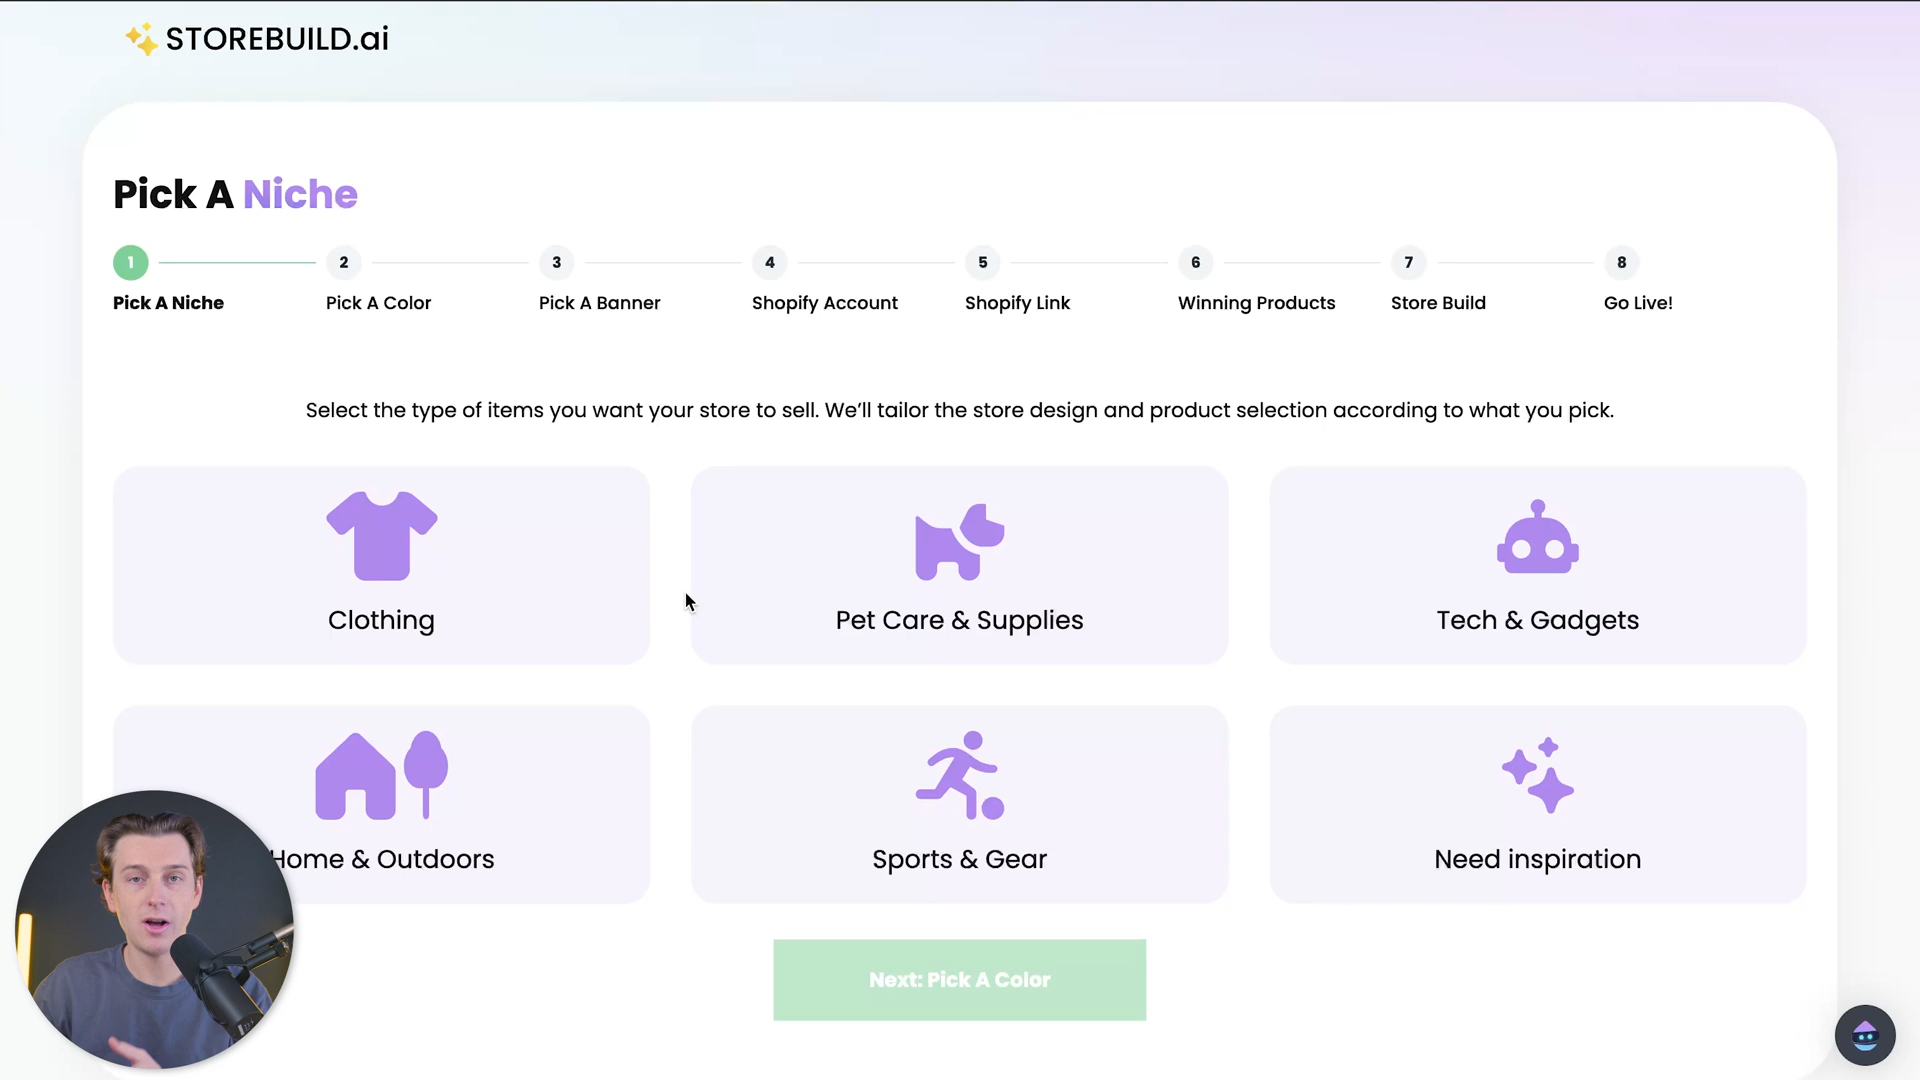 STOREBUILD.ai
Pick A Niche
1
2
3
4
5
6
7
8
Pick A Niche
Pick A Color
Pick A Banner
Shopify Account
Shopify Link
Winning Products
Store Build
Go Live!
Select the type of items you want your store to sell. We’ll tailor the store design and product selection according to what you pick.
Clothing
Pet Care & Supplies
Tech & Gadgets
Home & Outdoors
Sports & Gear
Need inspiration
Next: Pick A Color